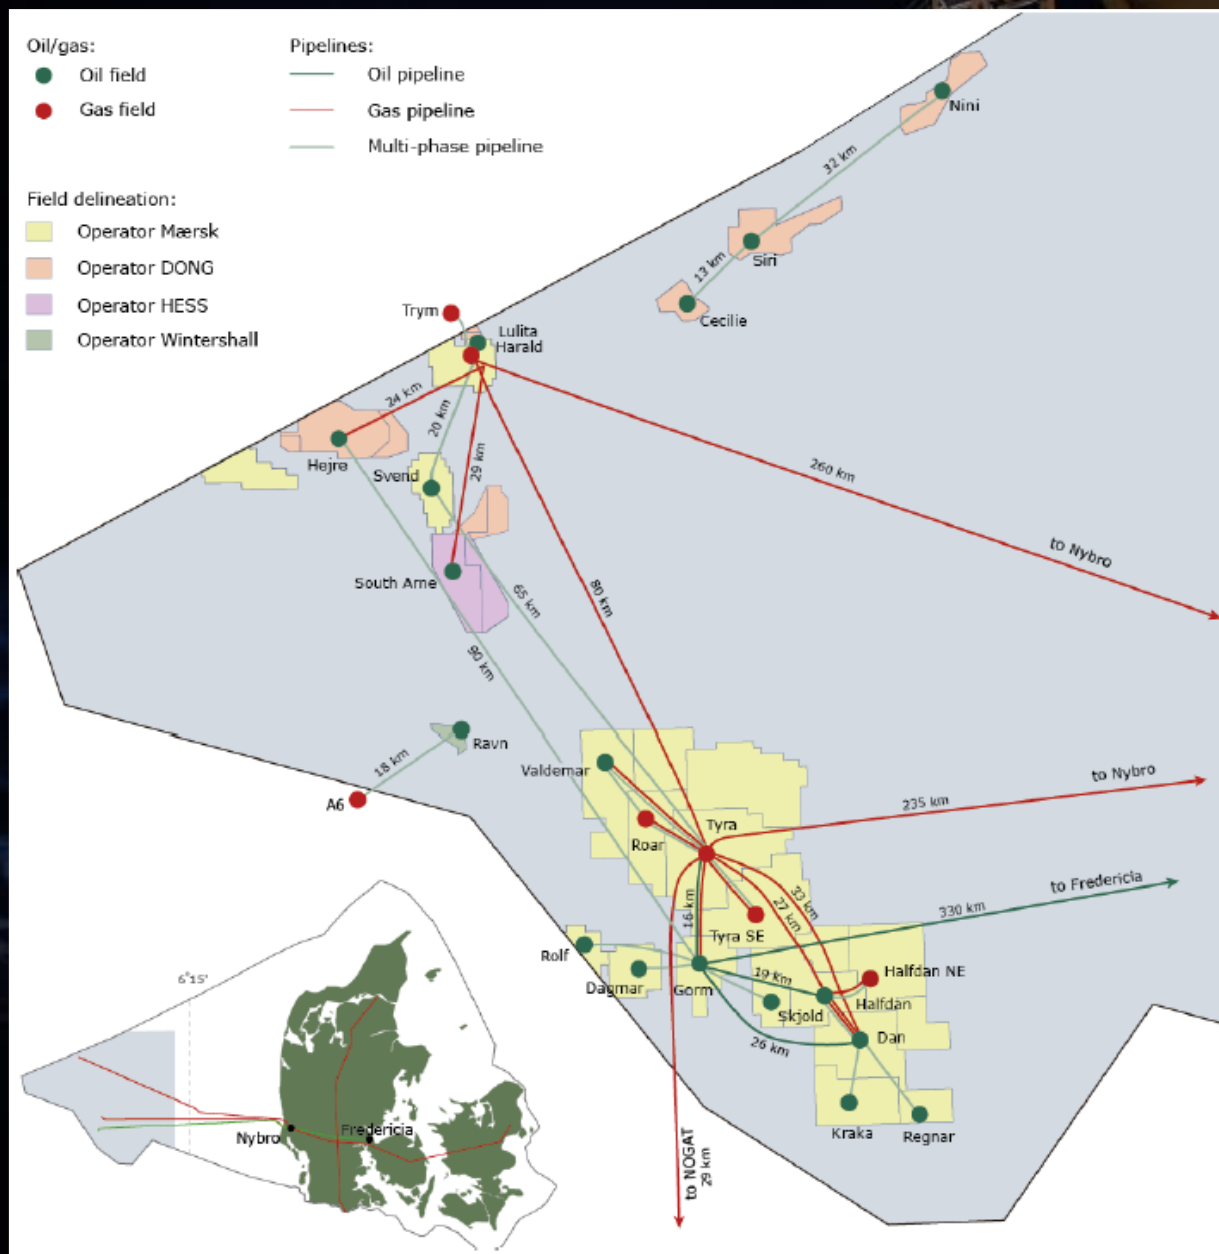 Oil/gas:
Oil field
Gas field
Pipelines:
Oil pipeline
Gas pipeline
Multi-phase pipeline
Field delineation:
Operator Mærsk
Operator DONG
Operator HESS
Operator Wintershall
Nini
32 km
Siri
13 km
Cecilie
Trym
Lulita
Harald
24 km
20 km
29 km
Hejre
Svend
260 km
to Nybro
South Arne
65 km
80 km
90 km
Ravn
18 km
A6
Valdemar
Roar
Tyra
235 km
to Nybro
16 km
27 km
33 km
Tyra SE
330 km
to Fredericia
Rolf
Dagmar
Gorm
19 km
Skjold
Halfdan NE
Halfdan
Dan
26 km
Kraka
Regnar
to NOGAT
29 km
6°15'
Nybro
Fredericia